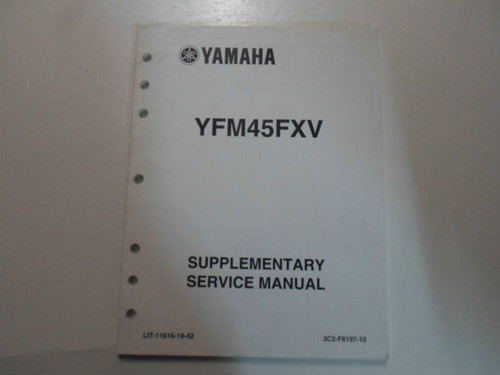 YAMAHA
YFM45FXV
SUPPLEMENTARY
SERVICE MANUAL
LIT-11616-19-42
3C2-F8197-10